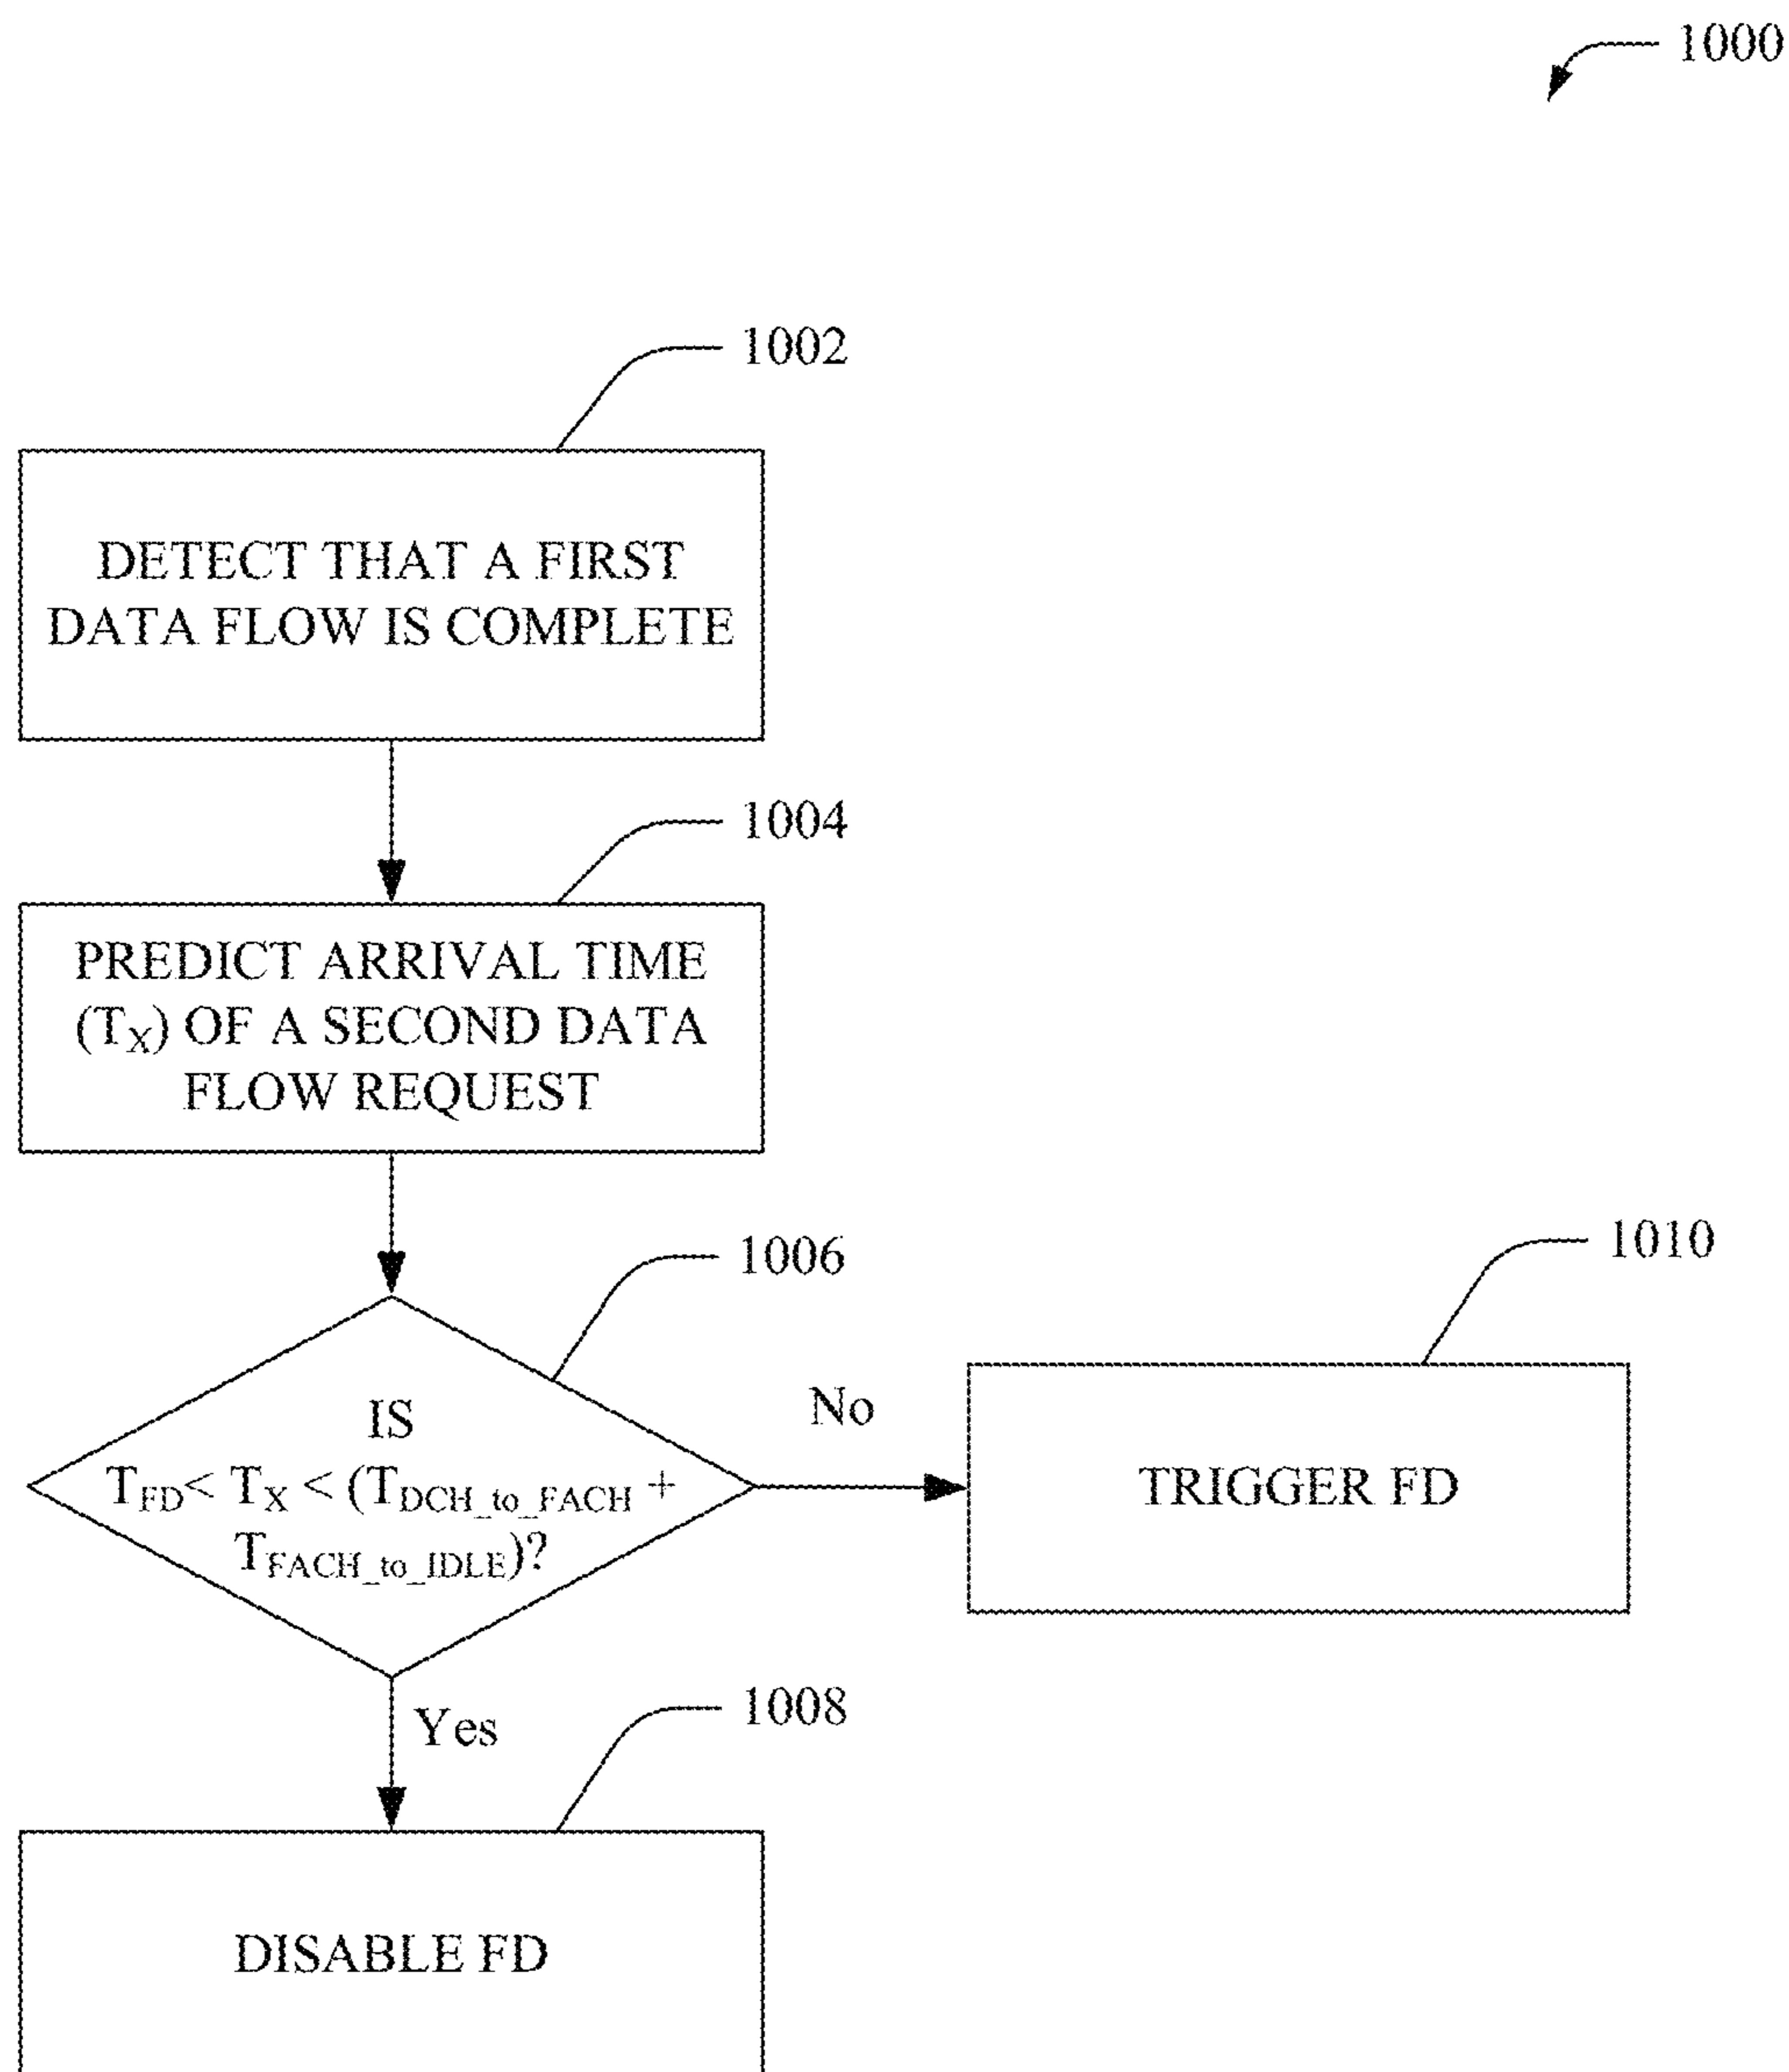 1000
1002
DETECT THAT A FIRST
DATA FLOW IS COMPLETE
1004
PREDICT ARRIVAL TIME
(TX) OF A SECOND DATA
FLOW REQUEST
1006
IS
TFD< TX < (TDCH_to_FACH +
TFACH_to_IDLE)?
No
1010
TRIGGER FD
Yes
1008
DISABLE FD